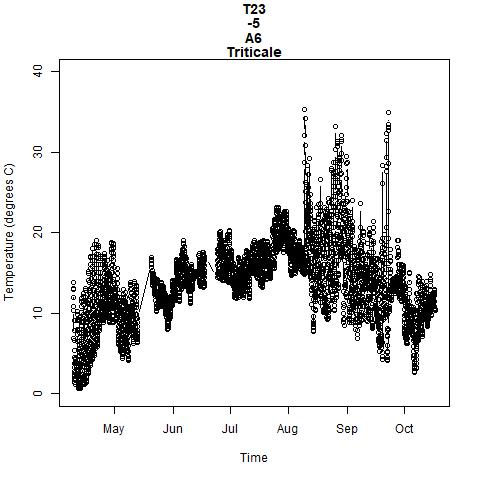 T23
-5
A6
Triticale
Temperature (degrees C)
40
30
20
10
0
May Jun Jul Aug Sep Oct
Time